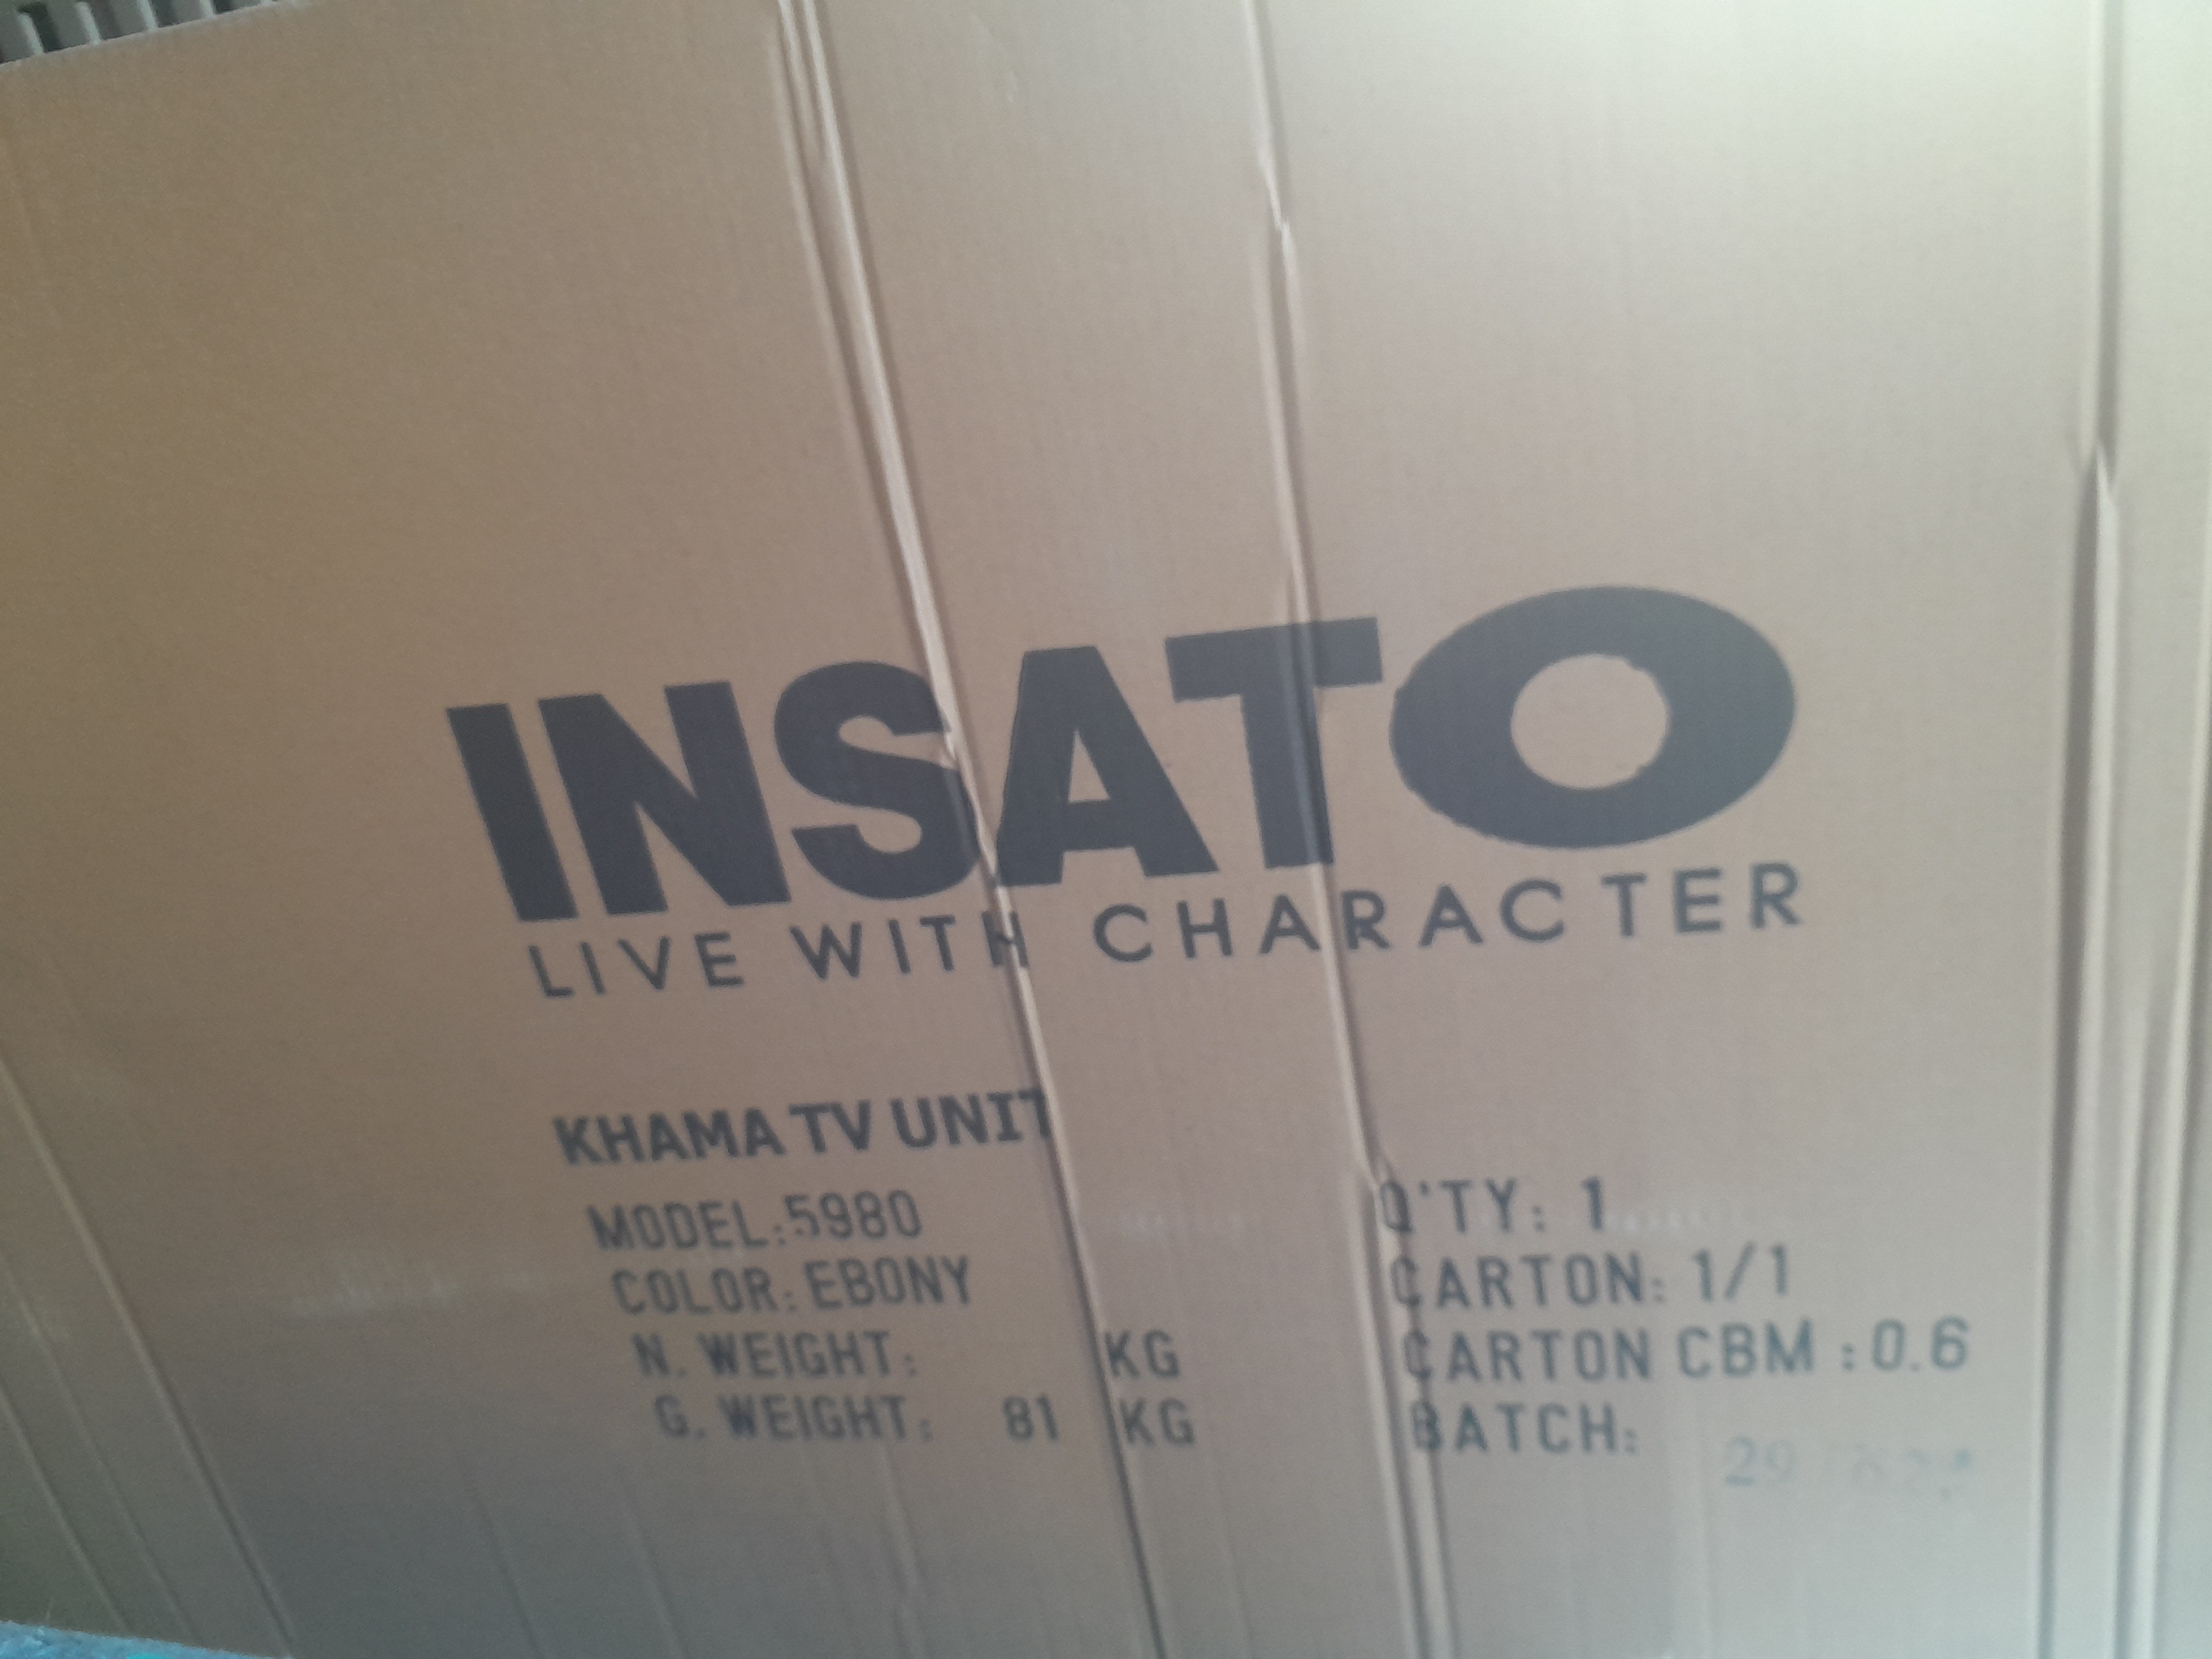 INSATO
LIVE WITH CHARACTER
KHAMA TV UNIT
MODEL: 5980
COLOR: EBONY
N. WEIGHT: KG
G. WEIGHT: 81 KG
Q'TY: 1
CARTON: 1/1
CARTON CBM : 0.6
BATCH: